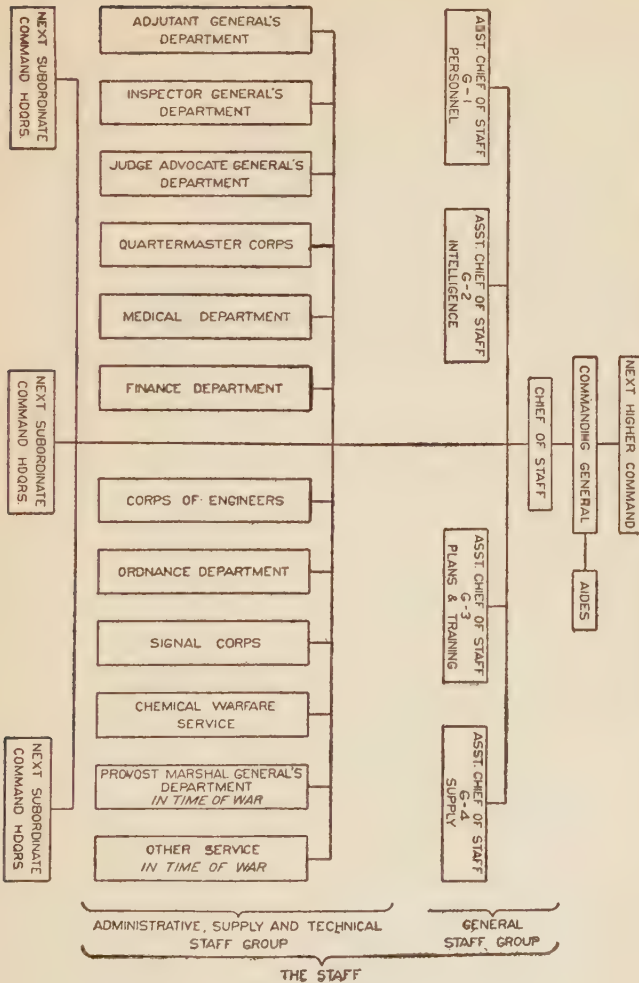 NEXT HIGHER COMMAND
COMMANDING GENERAL
AIDES
CHIEF OF STAFF
ASST. CHIEF OF STAFF
G-1
PERSONNEL
ASST. CHIEF OF STAFF
G-2
INTELLIGENCE
ASST. CHIEF OF STAFF
G-3
PLANS & TRAINING
ASST. CHIEF OF STAFF
G-4
SUPPLY
ADJUTANT GENERAL'S
DEPARTMENT
INSPECTOR GENERAL'S
DEPARTMENT
JUDGE ADVOCATE GENERAL'S
DEPARTMENT
QUARTERMASTER CORPS
MEDICAL DEPARTMENT
FINANCE DEPARTMENT
CORPS OF ENGINEERS
ORDNANCE DEPARTMENT
SIGNAL CORPS
CHEMICAL WARFARE
SERVICE
PROVOST MARSHAL GENERAL'S
DEPARTMENT
IN TIME OF WAR
OTHER SERVICE
IN TIME OF WAR
NEXT SUBORDINATE
COMMAND HDQRS.
NEXT SUBORDINATE
COMMAND HDQRS.
NEXT SUBORDINATE
COMMAND HDQRS.
GENERAL
STAFF GROUP
ADMINISTRATIVE, SUPPLY AND TECHNICAL
STAFF GROUP
THE STAFF